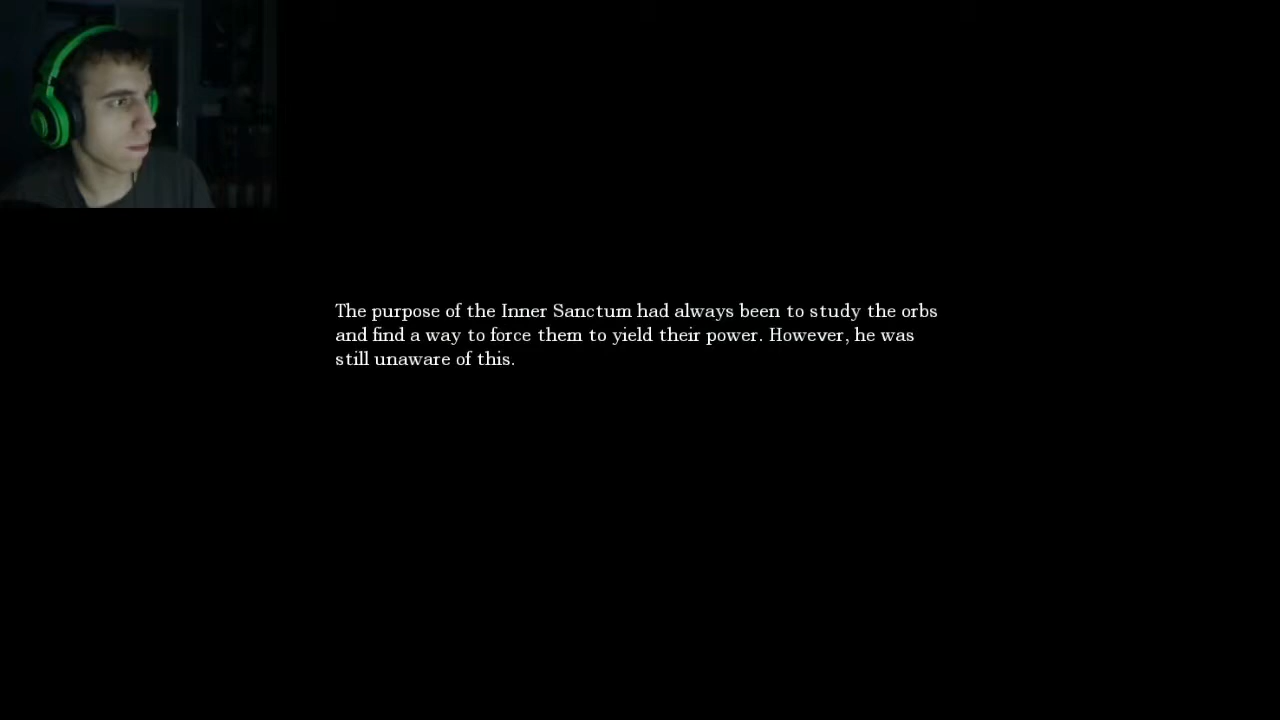 The purpose of the Inner Sanctum had always been to study the orbs
and find a way to force them to yield their power. However, he was
still unaware of this.